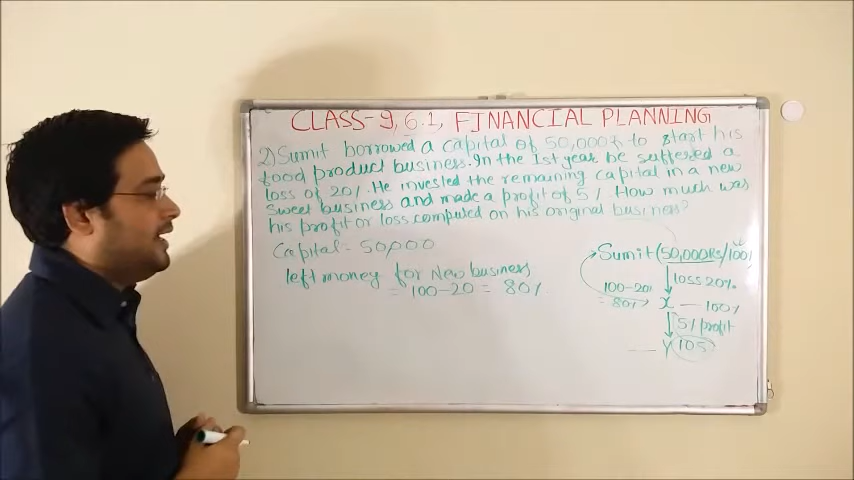 CLASS-9, 6.1, FINANCIAL PLANNING
2) Sumit borrowed a capital of 50,000₹ to start his
food product business. In the 1st year be suffered a
loss of 20%. He invested the remaining capital in a new
Sweet business and made a profit of 5%. How much was
his profit or loss computed on his original business?
Capital = 50,000
left money for New business
= 100-20 = 80%.
Sumit (50,000Rs/100%
loss 20%.
100-20%
= 80%
x — 100%
5% profit
Y 105